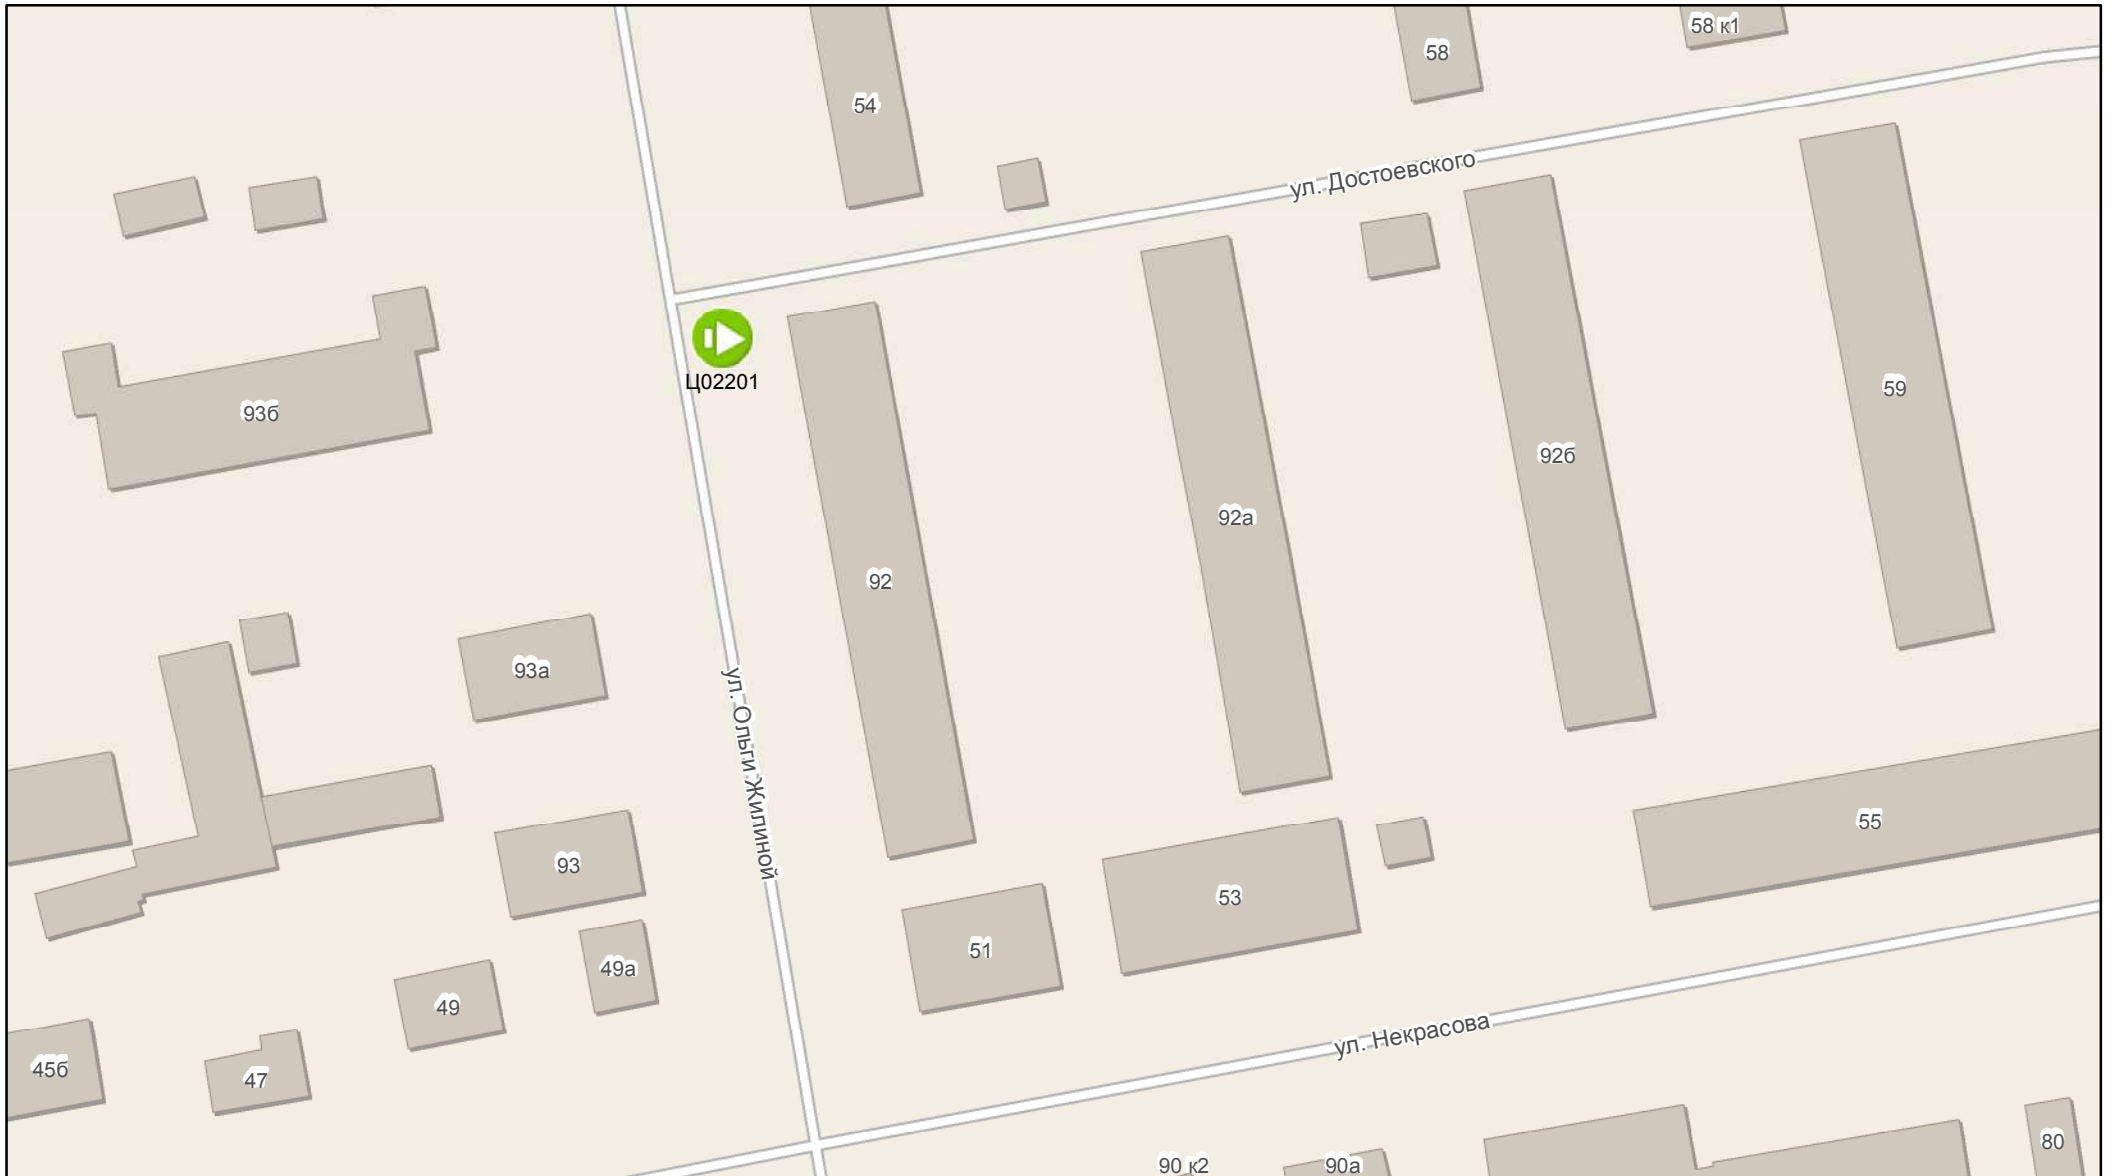 58 к1
58
54
ул. Достоевского
Ц02201
59
93б
92б
92а
92
93а
ул. Ольги Жилиной
55
93
53
51
49а
49
ул. Некрасова
45б
47
80
90 к2
90а